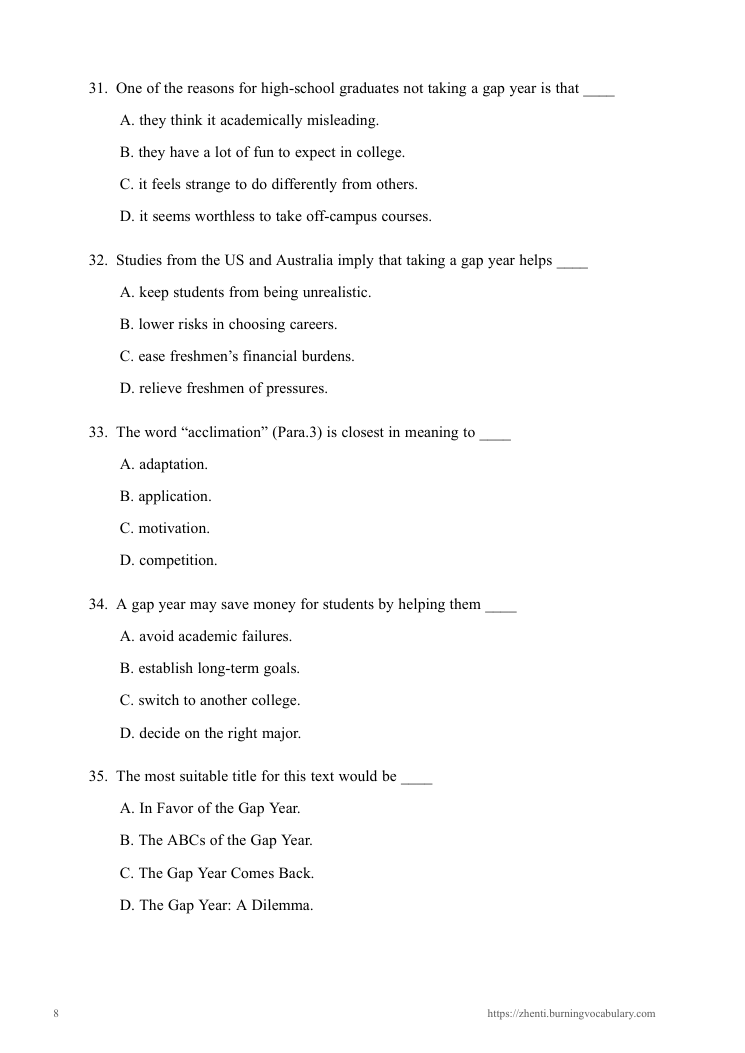 31. One of the reasons for high-school graduates not taking a gap year is that ____
A. they think it academically misleading.
B. they have a lot of fun to expect in college.
C. it feels strange to do differently from others.
D. it seems worthless to take off-campus courses.
32. Studies from the US and Australia imply that taking a gap year helps ____
A. keep students from being unrealistic.
B. lower risks in choosing careers.
C. ease freshmen’s financial burdens.
D. relieve freshmen of pressures.
33. The word “acclimation” (Para.3) is closest in meaning to ____
A. adaptation.
B. application.
C. motivation.
D. competition.
34. A gap year may save money for students by helping them ____
A. avoid academic failures.
B. establish long-term goals.
C. switch to another college.
D. decide on the right major.
35. The most suitable title for this text would be ____
A. In Favor of the Gap Year.
B. The ABCs of the Gap Year.
C. The Gap Year Comes Back.
D. The Gap Year: A Dilemma.
8 https://zhenti.burningvocabulary.com